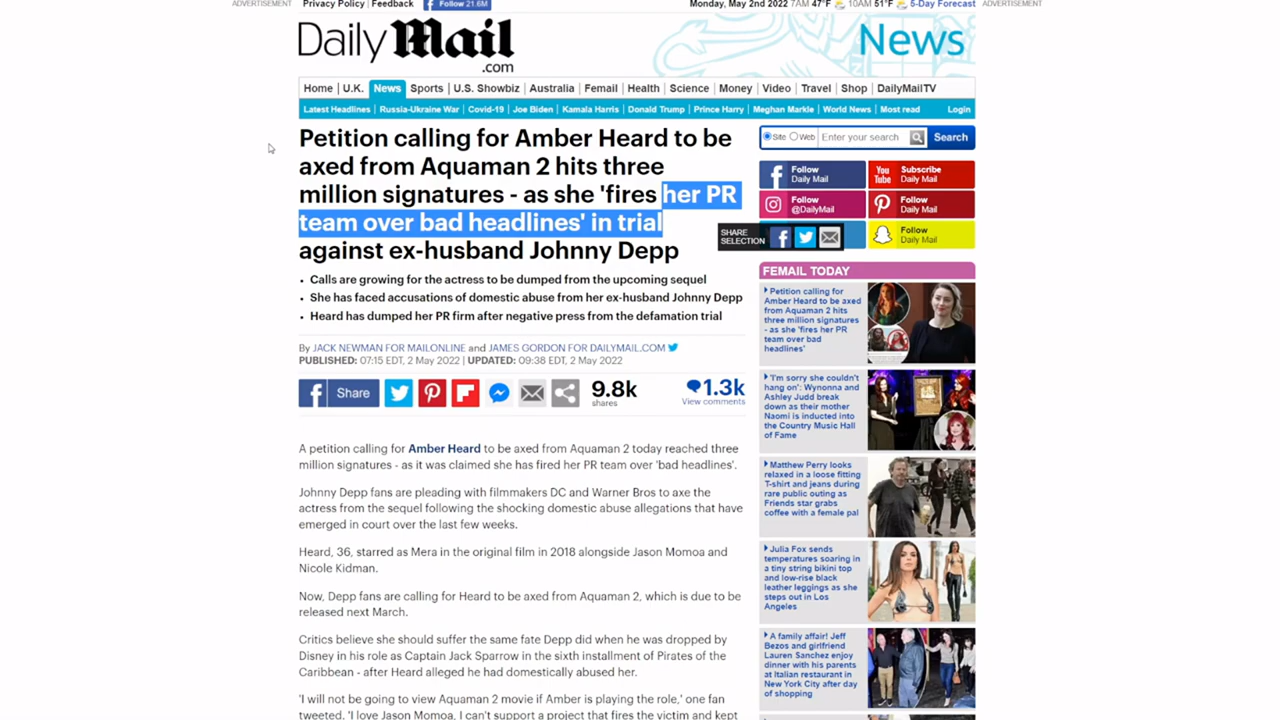 ADVERTISEMENT
Privacy Policy | Feedback
Follow 21.6M
Monday, May 2nd 2022 7AM 47°F 10AM 51°F 5-Day Forecast
ADVERTISEMENT
Daily Mail
.com
News
Home | U.K. News Sports | U.S. Showbiz | Australia | Femail | Health | Science | Money | Video | Travel | Shop | DailyMailTV
Latest Headlines | Russia-Ukraine War | Covid-19 | Joe Biden | Kamala Harris | Donald Trump | Prince Harry | Meghan Markle | World News | Most read Login
Petition calling for Amber Heard to be
axed from Aquaman 2 hits three
million signatures - as she 'fires her PR
team over bad headlines' in trial
against ex-husband Johnny Depp
SHARE
SELECTION
• Calls are growing for the actress to be dumped from the upcoming sequel
• She has faced accusations of domestic abuse from her ex-husband Johnny Depp
• Heard has dumped her PR firm after negative press from the defamation trial
By JACK NEWMAN FOR MAILONLINE and JAMES GORDON FOR DAILYMAIL.COM
PUBLISHED: 07:15 EDT, 2 May 2022 | UPDATED: 09:38 EDT, 2 May 2022
Share
9.8k
shares
1.3k
View comments
A petition calling for Amber Heard to be axed from Aquaman 2 today reached three
million signatures - as it was claimed she has fired her PR team over 'bad headlines'.
Johnny Depp fans are pleading with filmmakers DC and Warner Bros to axe the
actress from the sequel following the shocking domestic abuse allegations that have
emerged in court over the last few weeks.
Heard, 36, starred as Mera in the original film in 2018 alongside Jason Momoa and
Nicole Kidman.
Now, Depp fans are calling for Heard to be axed from Aquaman 2, which is due to be
released next March.
Critics believe she should suffer the same fate Depp did when he was dropped by
Disney in his role as Captain Jack Sparrow in the sixth installment of Pirates of the
Caribbean - after Heard alleged he had domestically abused her.
'I will not be going to view Aquaman 2 movie if Amber is playing the role,' one fan
tweeted. 'I love Jason Momoa, I can't support a project that fires the victim and kept
Site Web Enter your search Search
Follow
Daily Mail
You
Tube
Subscribe
Daily Mail
Follow
@DailyMail
Follow
Daily Mail
Follow
Daily Mail
FEMAIL TODAY
Petition calling for
Amber Heard to be axed
from Aquaman 2 hits
three million signatures
- as she 'fires her PR
team over bad
headlines'
'I'm sorry she couldn't
hang on': Wynonna and
Ashley Judd break
down as their mother
Naomi is inducted into
the Country Music Hall
of Fame
Matthew Perry looks
relaxed in a loose fitting
T-shirt and jeans during
rare public outing as
Friends star grabs
coffee with a female pal
Julia Fox sends
temperatures soaring in
a tiny string bikini top
and low-rise black
leather leggings as she
steps out in Los
Angeles
A family affair! Jeff
Bezos and girlfriend
Lauren Sanchez enjoy
dinner with his parents
at Italian restaurant in
New York City after day
of shopping